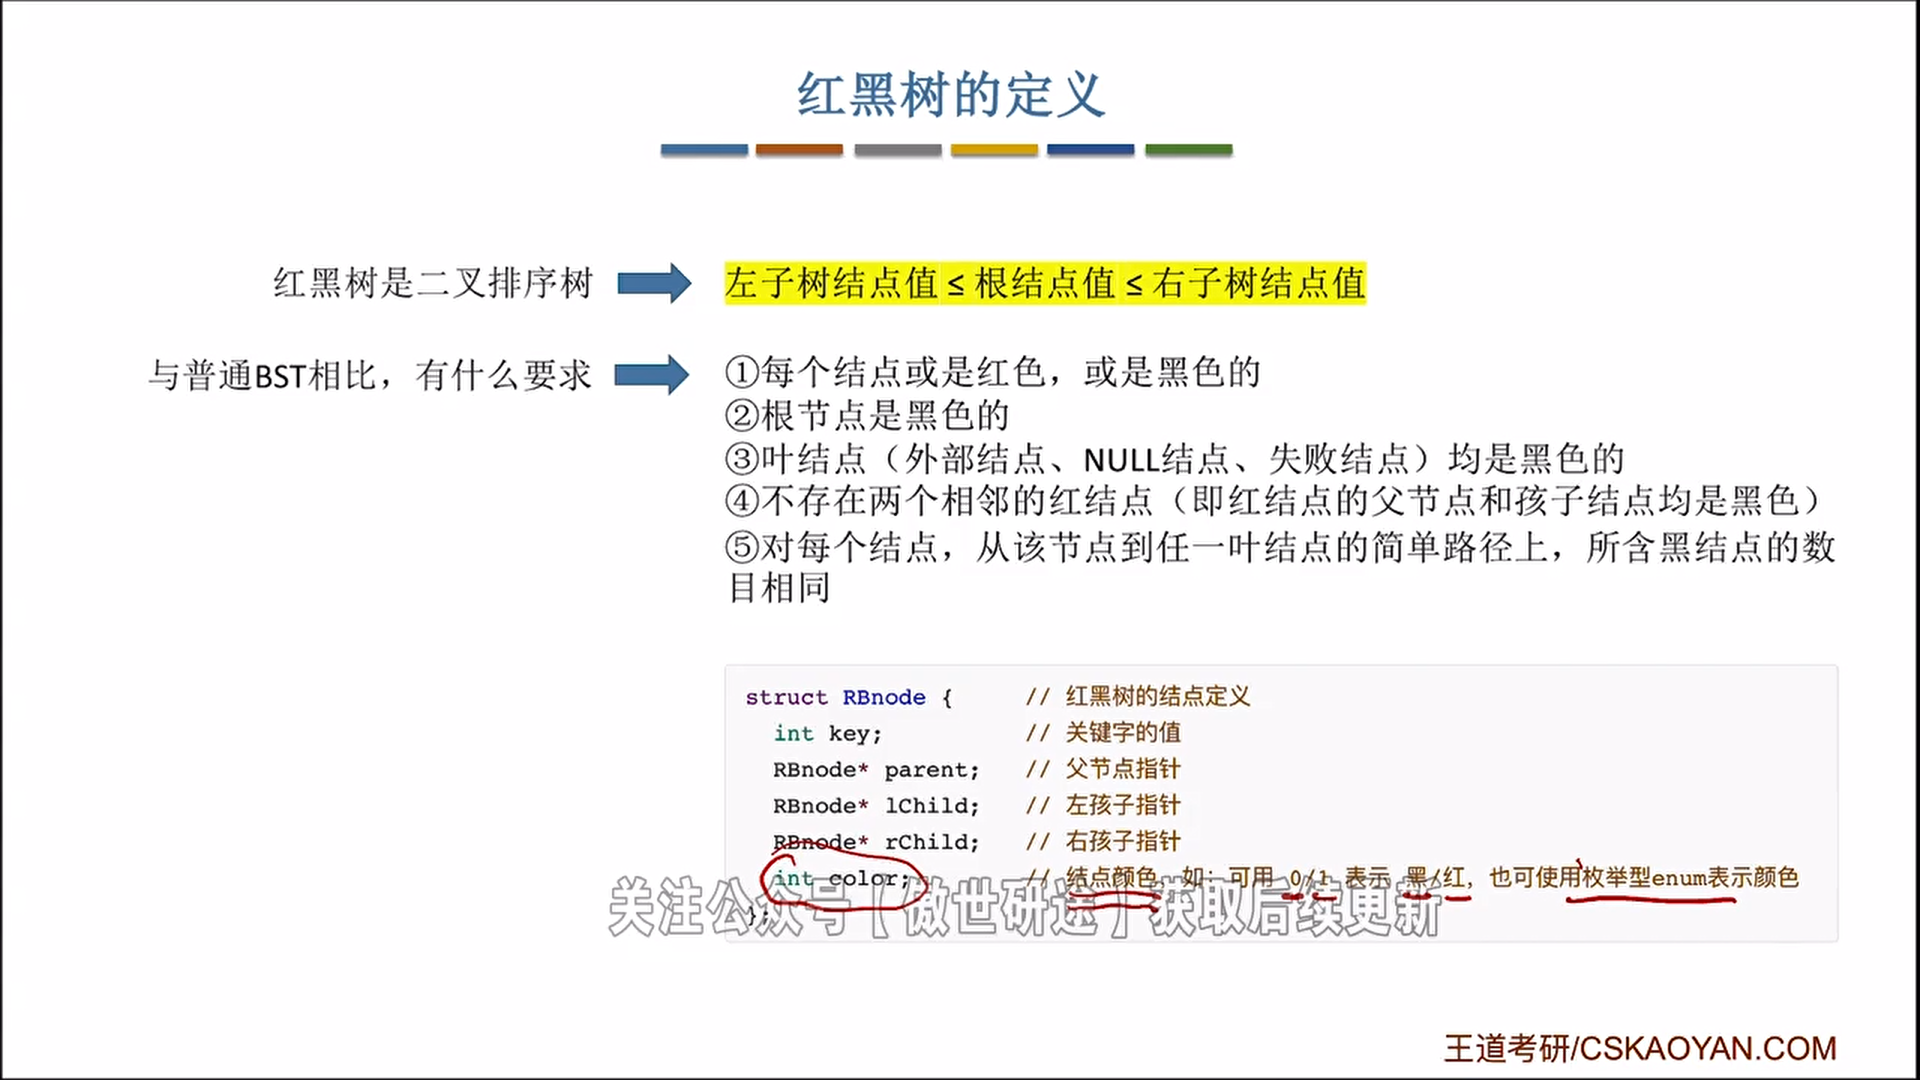 红黑树的定义
红黑树是二叉排序树
左子树结点值 ≤ 根结点值 ≤ 右子树结点值
与普通BST相比，有什么要求
①每个结点或是红色，或是黑色的
②根节点是黑色的
③叶结点（外部结点、NULL结点、失败结点）均是黑色的
④不存在两个相邻的红结点（即红结点的父节点和孩子结点均是黑色）
⑤对每个结点，从该节点到任一叶结点的简单路径上，所含黑结点的数
目相同
struct RBnode { // 红黑树的结点定义
int key; // 关键字的值
RBnode* parent; // 父节点指针
RBnode* lChild; // 左孩子指针
RBnode* rChild; // 右孩子指针
int color; // 结点颜色，如：可用 0/1 表示 黑/红，也可使用枚举型enum表示颜色
};
关注公众号【傲世研途】获取后续更新
王道考研/CSKAOYAN.COM